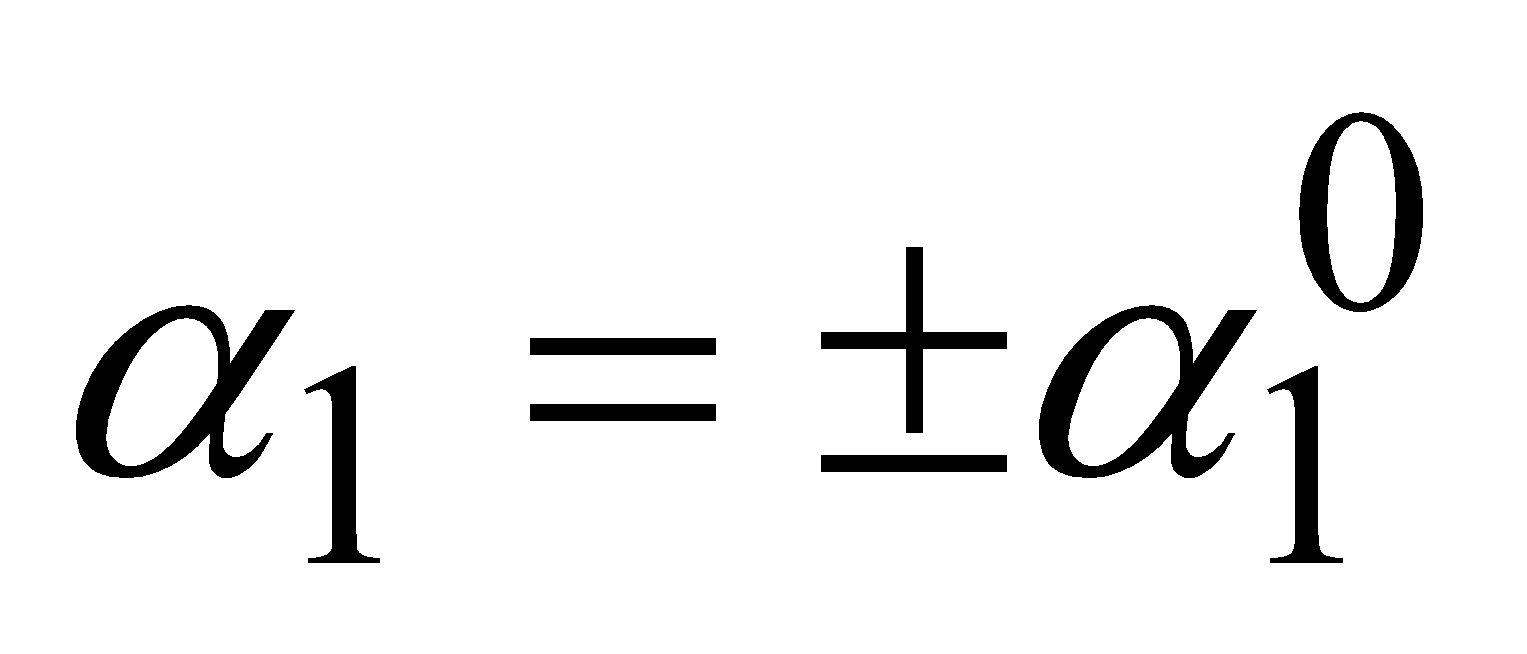 α₁ = ±α₁⁰